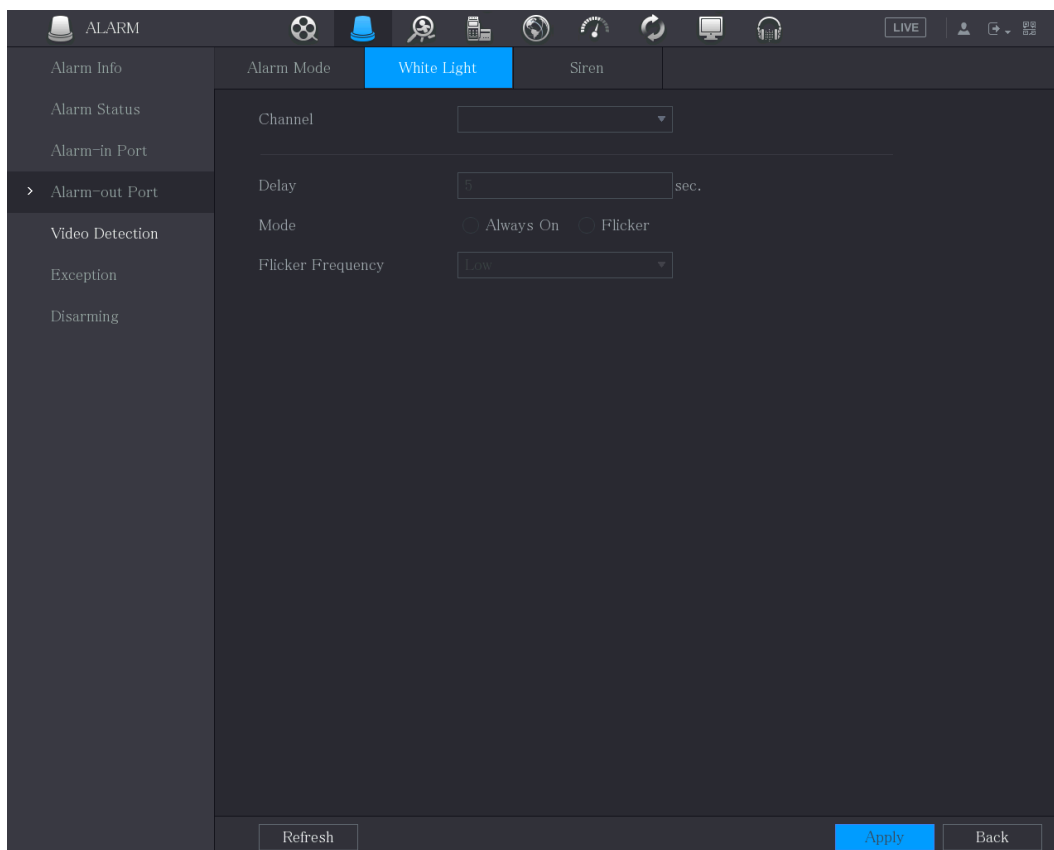 ALARM
LIVE
Alarm Info
Alarm Mode White Light Siren
Alarm Status
Channel
Alarm-in Port
Alarm-out Port
Delay 5 sec.
Video Detection
Mode Always On Flicker
Exception
Flicker Frequency Low
Disarming
Refresh Apply Back